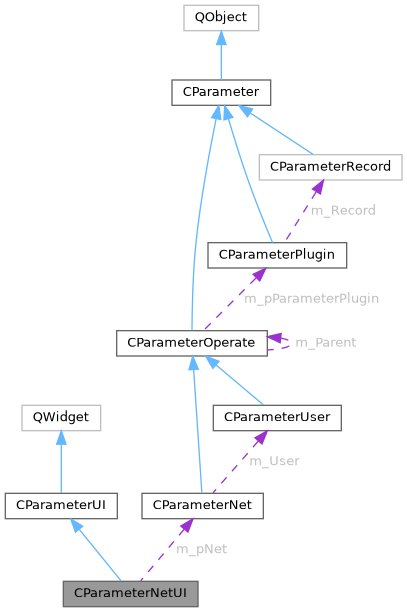 QObject
CParameter
CParameterRecord
m_Record
CParameterPlugin
m_pParameterPlugin
CParameterOperate
m_Parent
QWidget
CParameterUser
m_User
CParameterUI
CParameterNet
m_pNet
CParameterNetUI